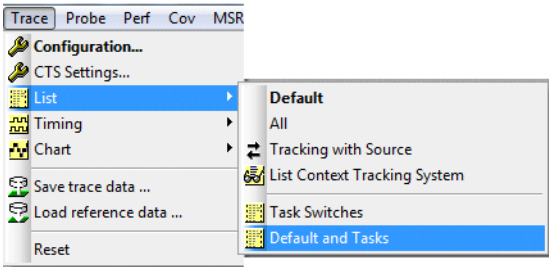 Trace Probe Perf Cov MSR
Configuration...
CTS Settings...
List
Timing
Chart
Save trace data ...
Load reference data ...
Reset
Default
All
Tracking with Source
List Context Tracking System
Task Switches
Default and Tasks